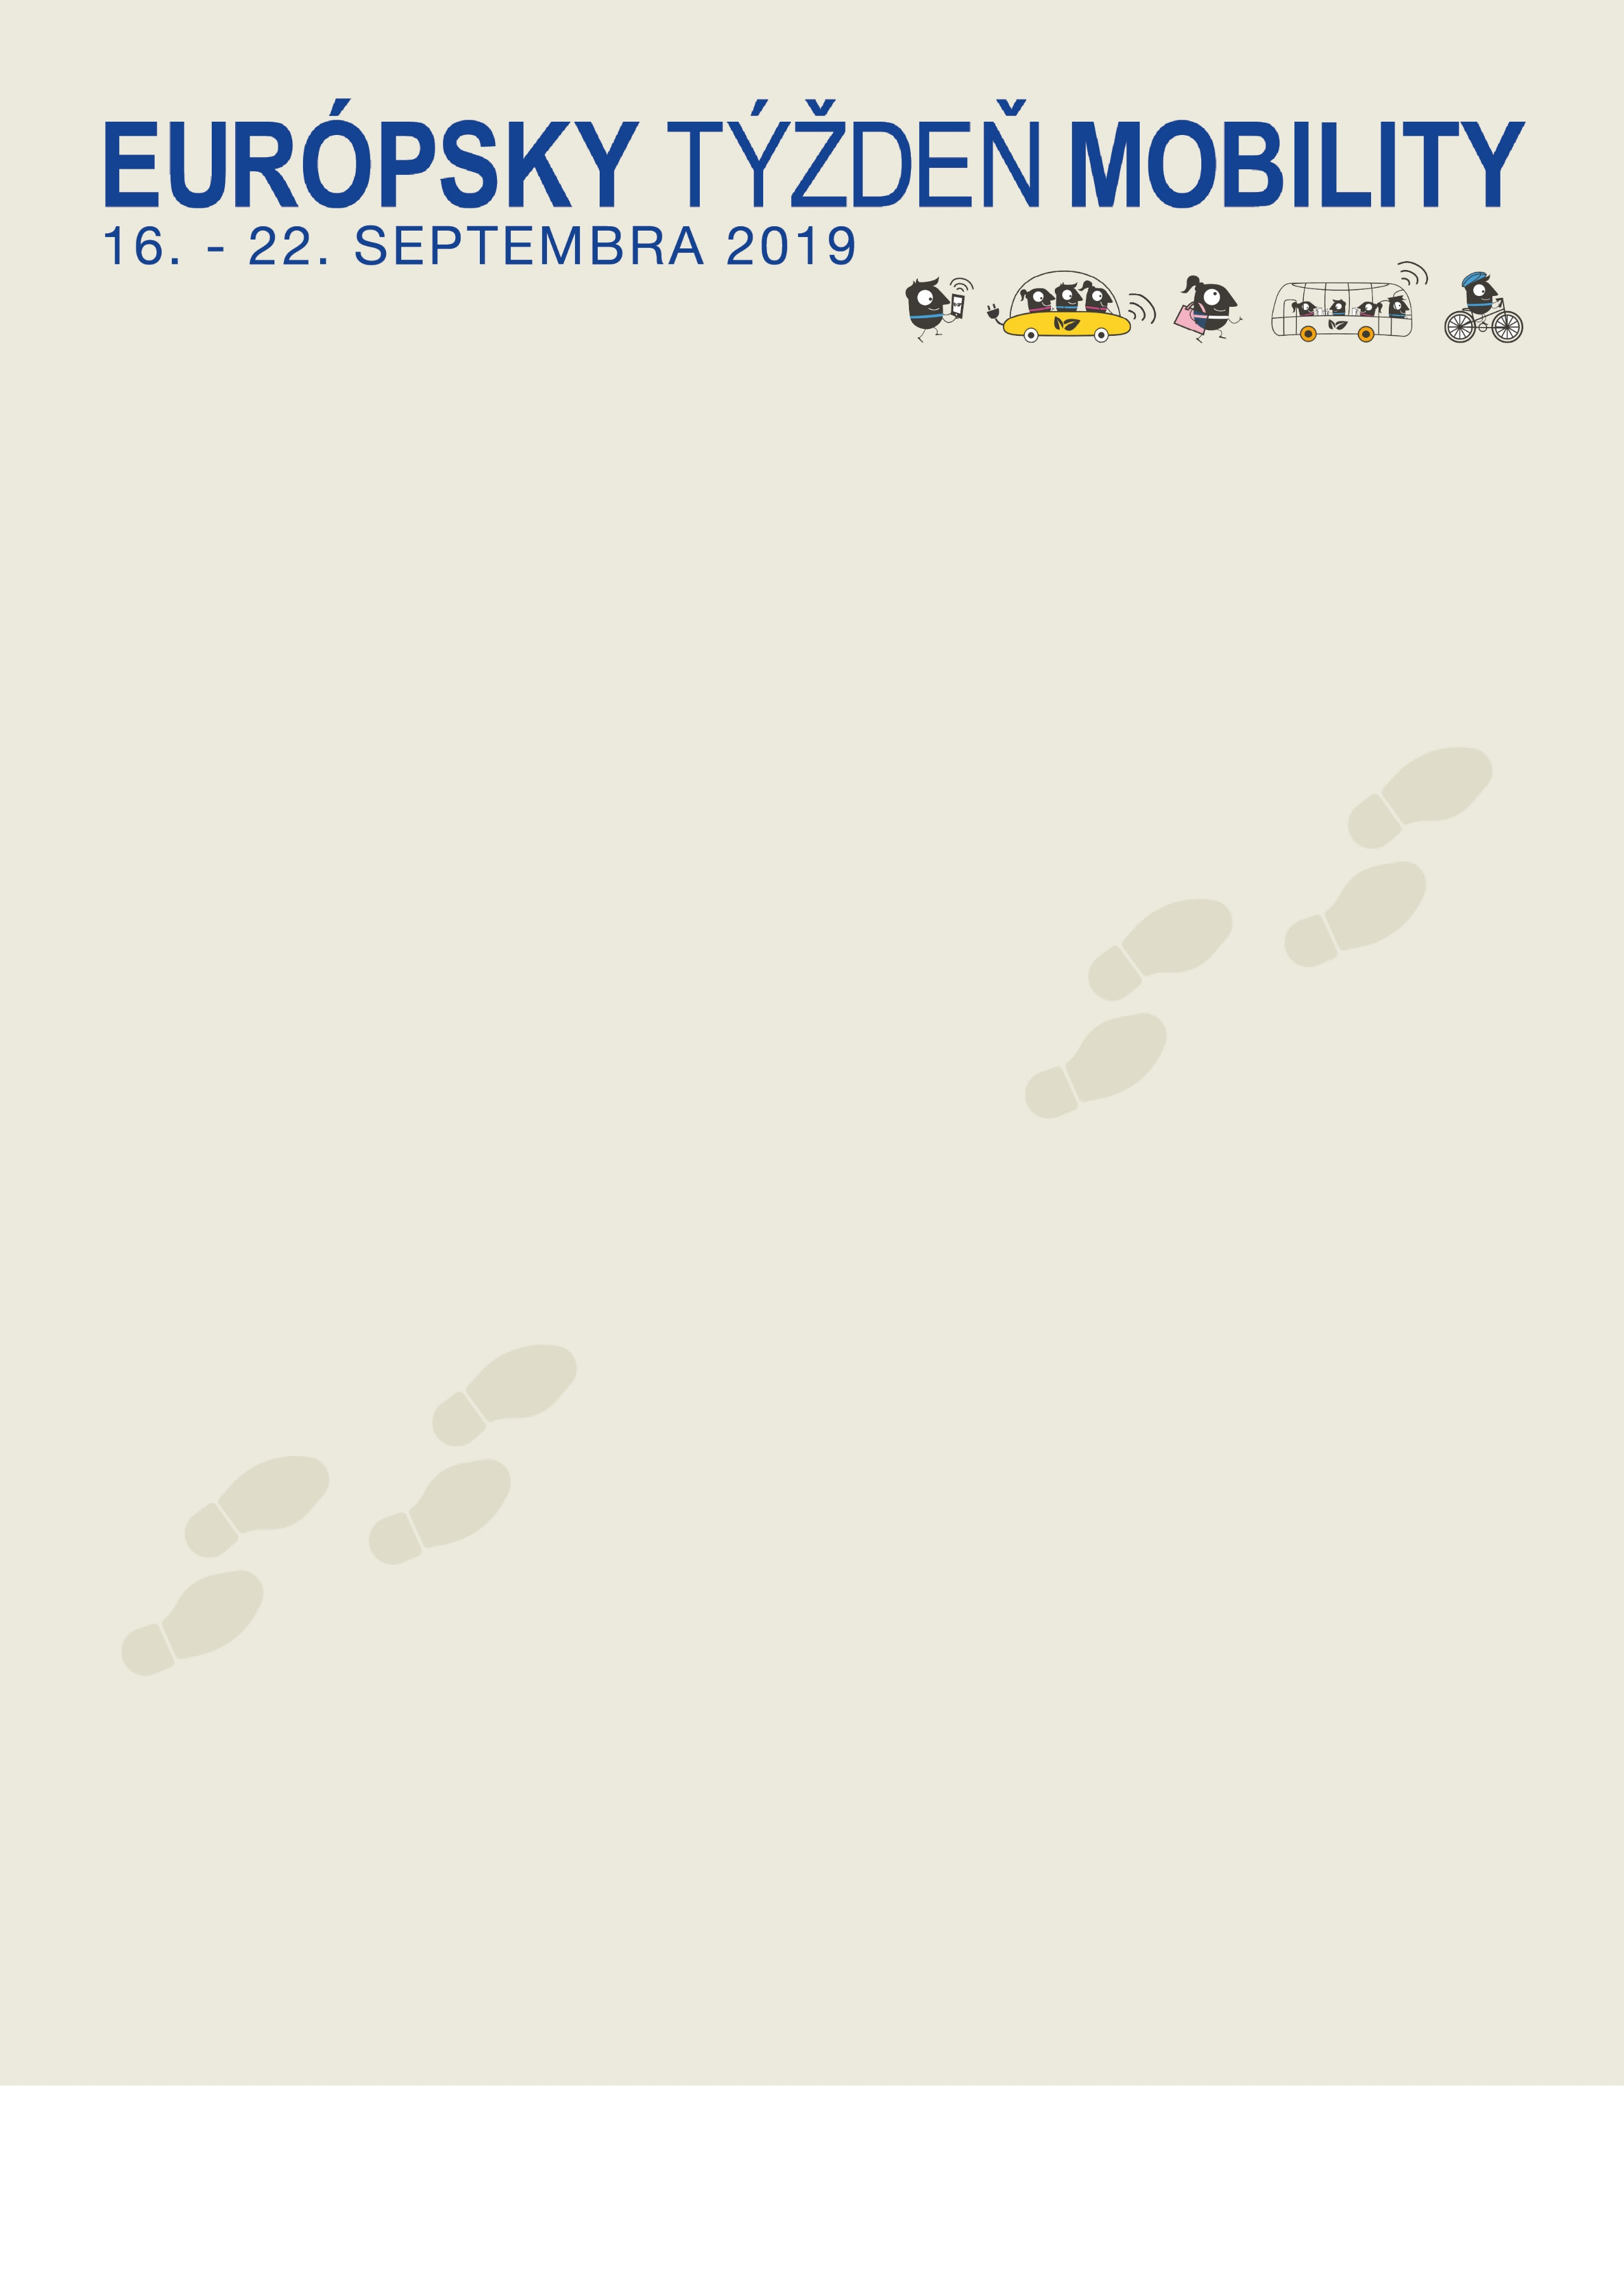 EURÓPSKY TÝŽDEŇ MOBILITY
16. - 22. SEPTEMBRA 2019